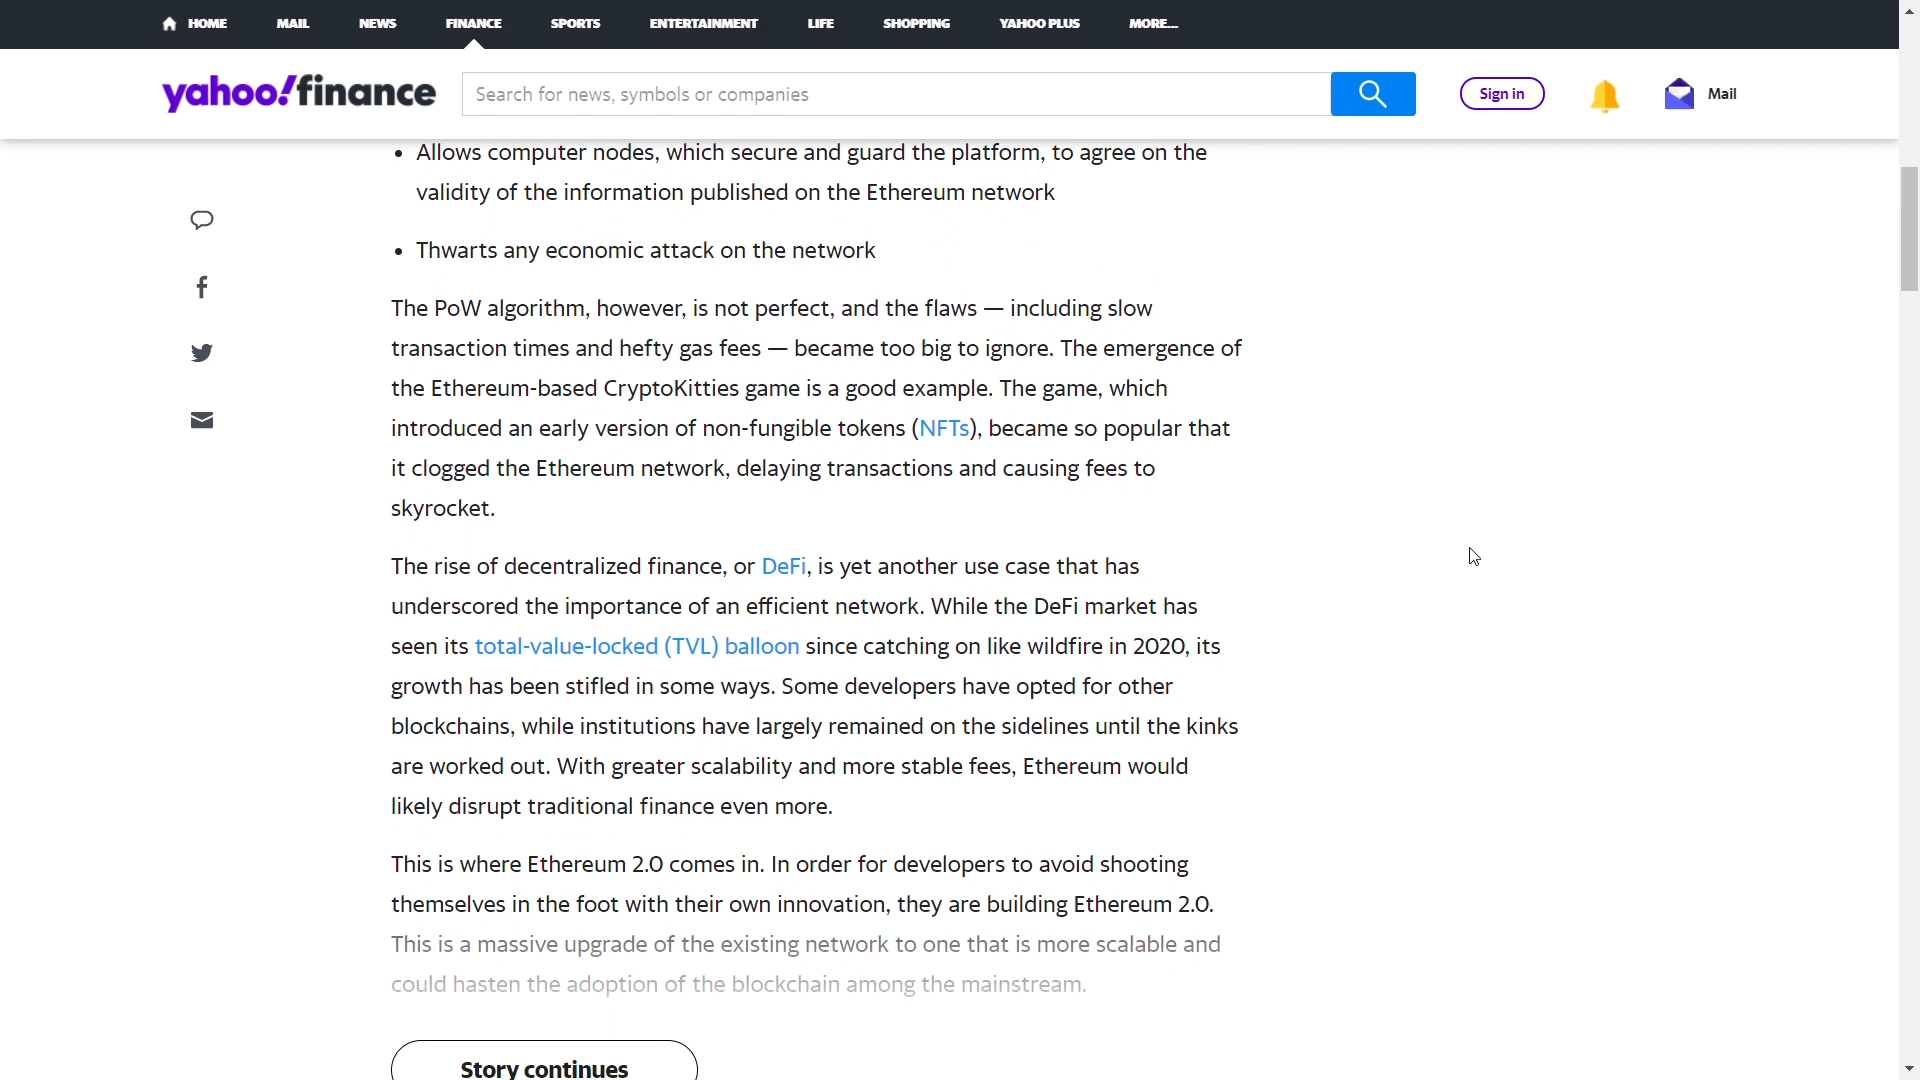 HOME MAIL NEWS FINANCE SPORTS ENTERTAINMENT LIFE SHOPPING YAHOO PLUS MORE...
yahoo!finance Search for news, symbols or companies Sign in Mail
• Allows computer nodes, which secure and guard the platform, to agree on the
validity of the information published on the Ethereum network
• Thwarts any economic attack on the network
The PoW algorithm, however, is not perfect, and the flaws — including slow
transaction times and hefty gas fees — became too big to ignore. The emergence of
the Ethereum-based CryptoKitties game is a good example. The game, which
introduced an early version of non-fungible tokens (NFTs), became so popular that
it clogged the Ethereum network, delaying transactions and causing fees to
skyrocket.
The rise of decentralized finance, or DeFi, is yet another use case that has
underscored the importance of an efficient network. While the DeFi market has
seen its total-value-locked (TVL) balloon since catching on like wildfire in 2020, its
growth has been stifled in some ways. Some developers have opted for other
blockchains, while institutions have largely remained on the sidelines until the kinks
are worked out. With greater scalability and more stable fees, Ethereum would
likely disrupt traditional finance even more.
This is where Ethereum 2.0 comes in. In order for developers to avoid shooting
themselves in the foot with their own innovation, they are building Ethereum 2.0.
This is a massive upgrade of the existing network to one that is more scalable and
could hasten the adoption of the blockchain among the mainstream.
Story continues